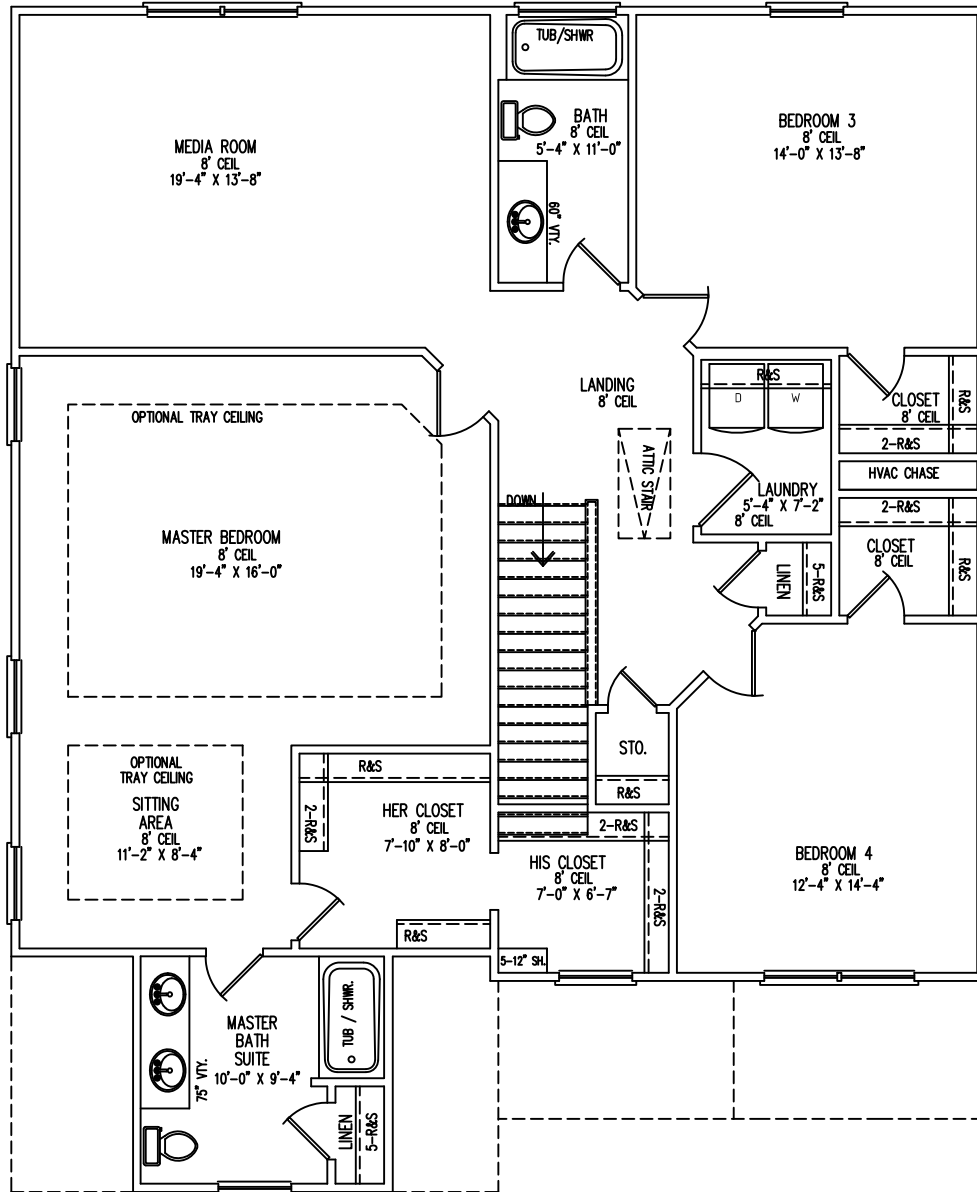 TUB/SHWR
MEDIA ROOM
8' CEIL
19'-4" X 13'-8"
BATH
8' CEIL
5'-4" X 11'-0"
60" VTY.
BEDROOM 3
8' CEIL
14'-0" X 13'-8"
LANDING
8' CEIL
R&S
D
W
CLOSET
8' CEIL
R&S
2-R&S
OPTIONAL TRAY CEILING
ATTIC STAIR
HVAC CHASE
LAUNDRY
5'-4" X 7'-2"
8' CEIL
2-R&S
DOWN
MASTER BEDROOM
8' CEIL
19'-4" X 16'-0"
CLOSET
8' CEIL
R&S
LINEN
5-R&S
STO.
R&S
OPTIONAL
TRAY CEILING
SITTING
AREA
8' CEIL
11'-2" X 8'-4"
R&S
2-R&S
HER CLOSET
8' CEIL
7'-10" X 8'-0"
R&S
2-R&S
HIS CLOSET
8' CEIL
7'-0" X 6'-7"
2-R&S
5-12" SH.
BEDROOM 4
8' CEIL
12'-4" X 14'-4"
MASTER
BATH
SUITE
10'-0" X 9'-4"
75" VTY.
TUB / SHWR.
LINEN
5-R&S